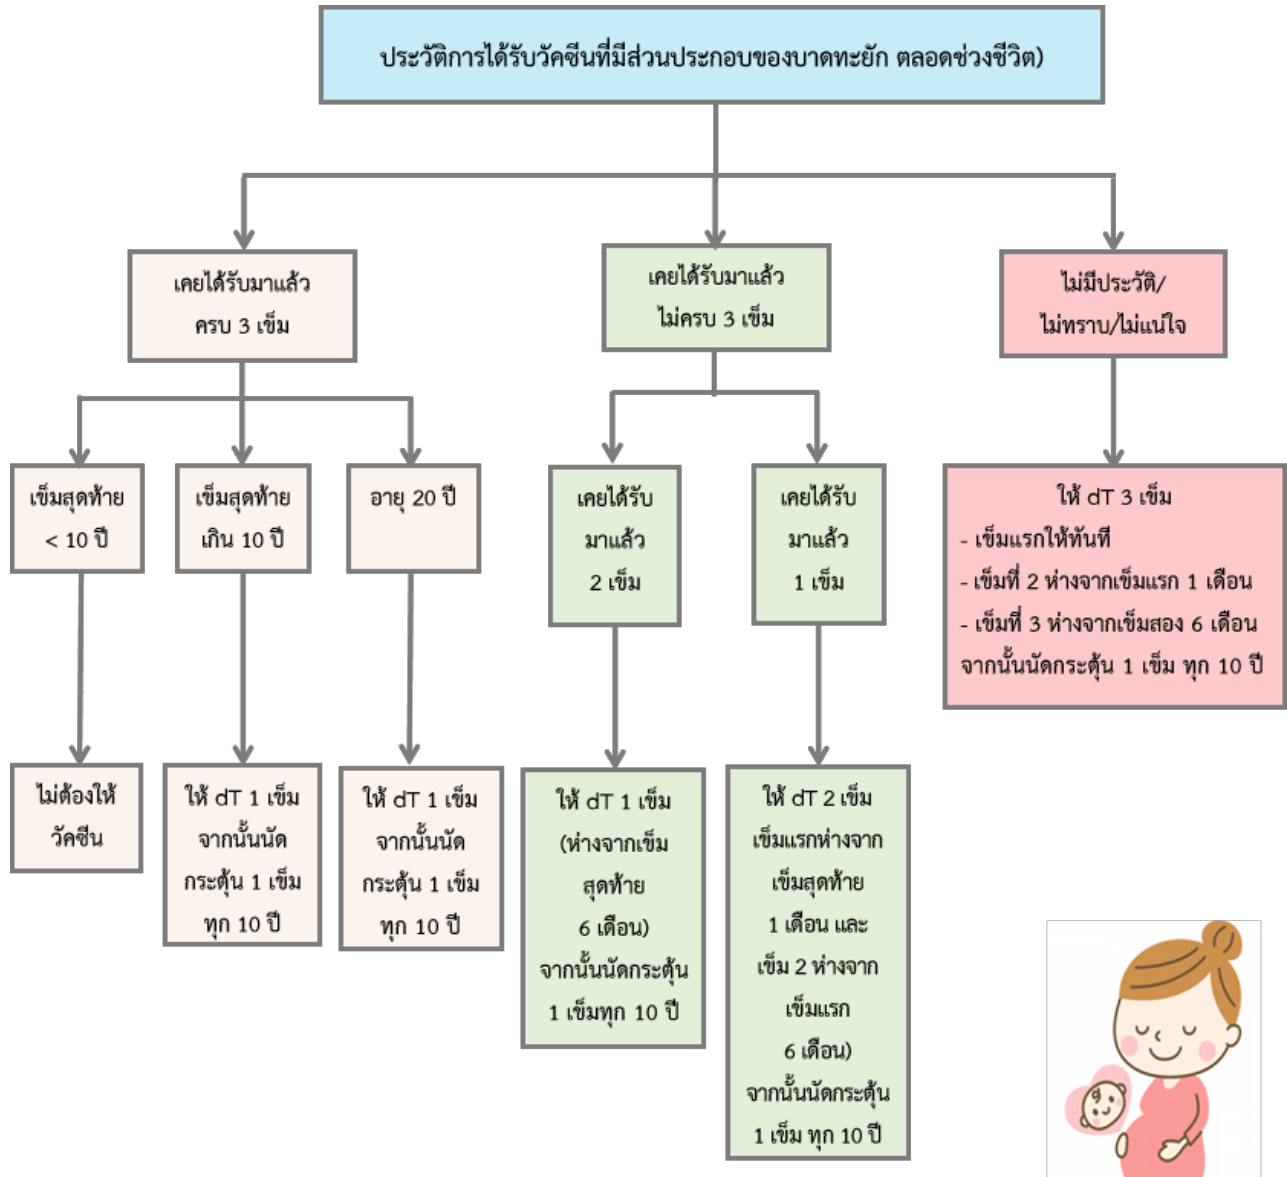 ประวัติการได้รับวัคซีนที่มีส่วนประกอบของบาดทะยัก ตลอดช่วงชีวิต)
เคยได้รับมาแล้ว
ครบ 3 เข็ม
เคยได้รับมาแล้ว
ไม่ครบ 3 เข็ม
ไม่มีประวัติ/
ไม่ทราบ/ไม่แน่ใจ
เข็มสุดท้าย
< 10 ปี
เข็มสุดท้าย
เกิน 10 ปี
อายุ 20 ปี
เคยได้รับ
มาแล้ว
2 เข็ม
เคยได้รับ
มาแล้ว
1 เข็ม
ให้ dT 3 เข็ม
- เข็มแรกให้ทันที
- เข็มที่ 2 ห่างจากเข็มแรก 1 เดือน
- เข็มที่ 3 ห่างจากเข็มสอง 6 เดือน
จากนั้นนัดกระตุ้น 1 เข็ม ทุก 10 ปี
ไม่ต้องให้
วัคซีน
ให้ dT 1 เข็ม
จากนั้นนัด
กระตุ้น 1 เข็ม
ทุก 10 ปี
ให้ dT 1 เข็ม
จากนั้นนัด
กระตุ้น 1 เข็ม
ทุก 10 ปี
ให้ dT 1 เข็ม
(ห่างจากเข็ม
สุดท้าย
6 เดือน)
จากนั้นนัดกระตุ้น
1 เข็มทุก 10 ปี
ให้ dT 2 เข็ม
เข็มแรกห่างจาก
เข็มสุดท้าย
1 เดือน และ
เข็ม 2 ห่างจาก
เข็มแรก
6 เดือน)
จากนั้นนัดกระตุ้น
1 เข็ม ทุก 10 ปี